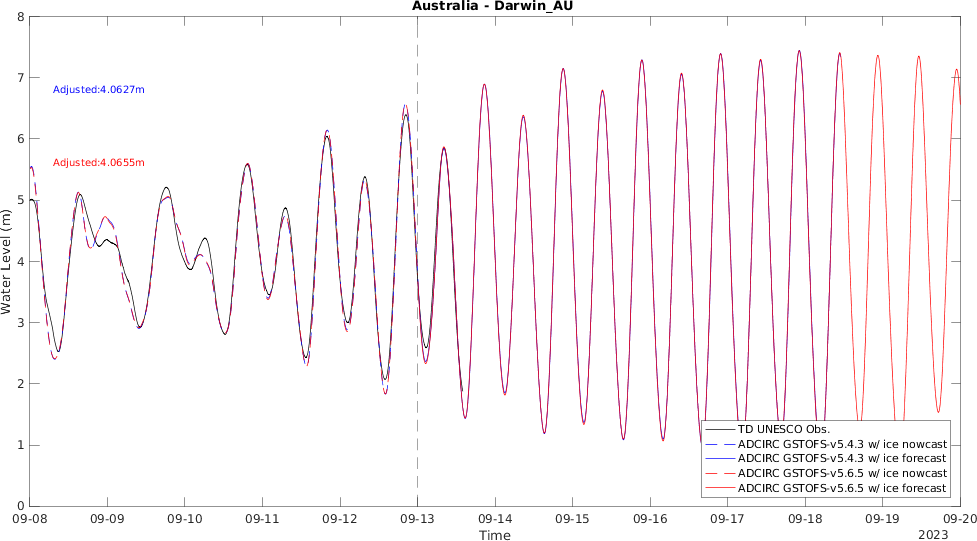 Australia - Darwin_AU
8
7
6
5
4
3
2
1
0
Water Level (m)
Adjusted:4.0627m
Adjusted:4.0655m
TD UNESCO Obs.
ADCIRC GSTOFS-v5.4.3 w/ ice nowcast
ADCIRC GSTOFS-v5.4.3 w/ ice forecast
ADCIRC GSTOFS-v5.6.5 w/ ice nowcast
ADCIRC GSTOFS-v5.6.5 w/ ice forecast
09-08 09-09 09-10 09-11 09-12 09-13 09-14 09-15 09-16 09-17 09-18 09-19 09-20
Time
2023